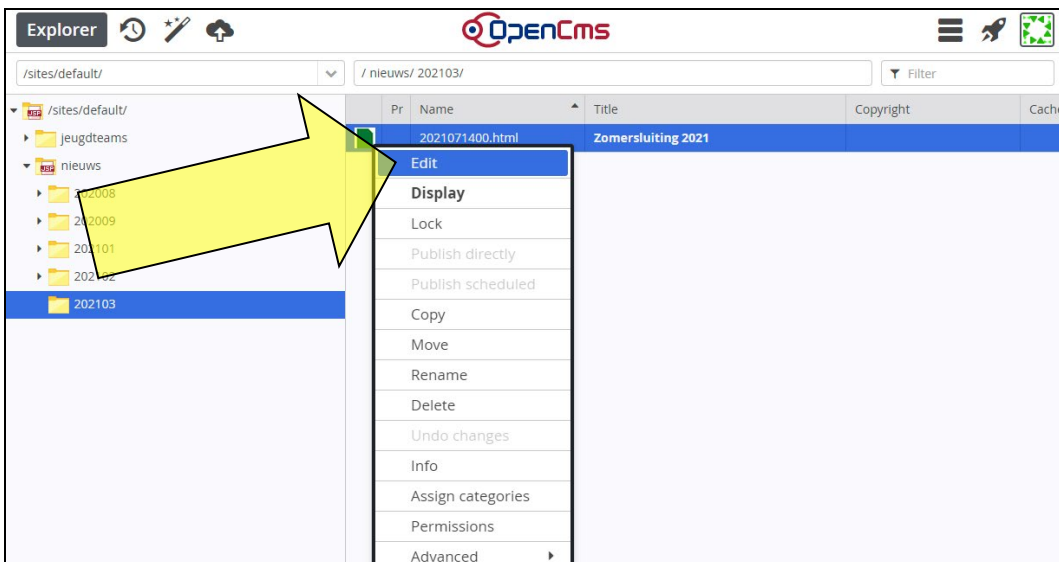 Explorer OpenCms
/sites/default/ / nieuws/ 202103/ Filter
/sites/default/
jeugdteams
nieuws
202008
202009
202101
202102
202103
Pr Name Title Copyright Cach
2021071400.html Zomersluiting 2021
Edit
Display
Lock
Publish directly
Publish scheduled
Copy
Move
Rename
Delete
Undo changes
Info
Assign categories
Permissions
Advanced